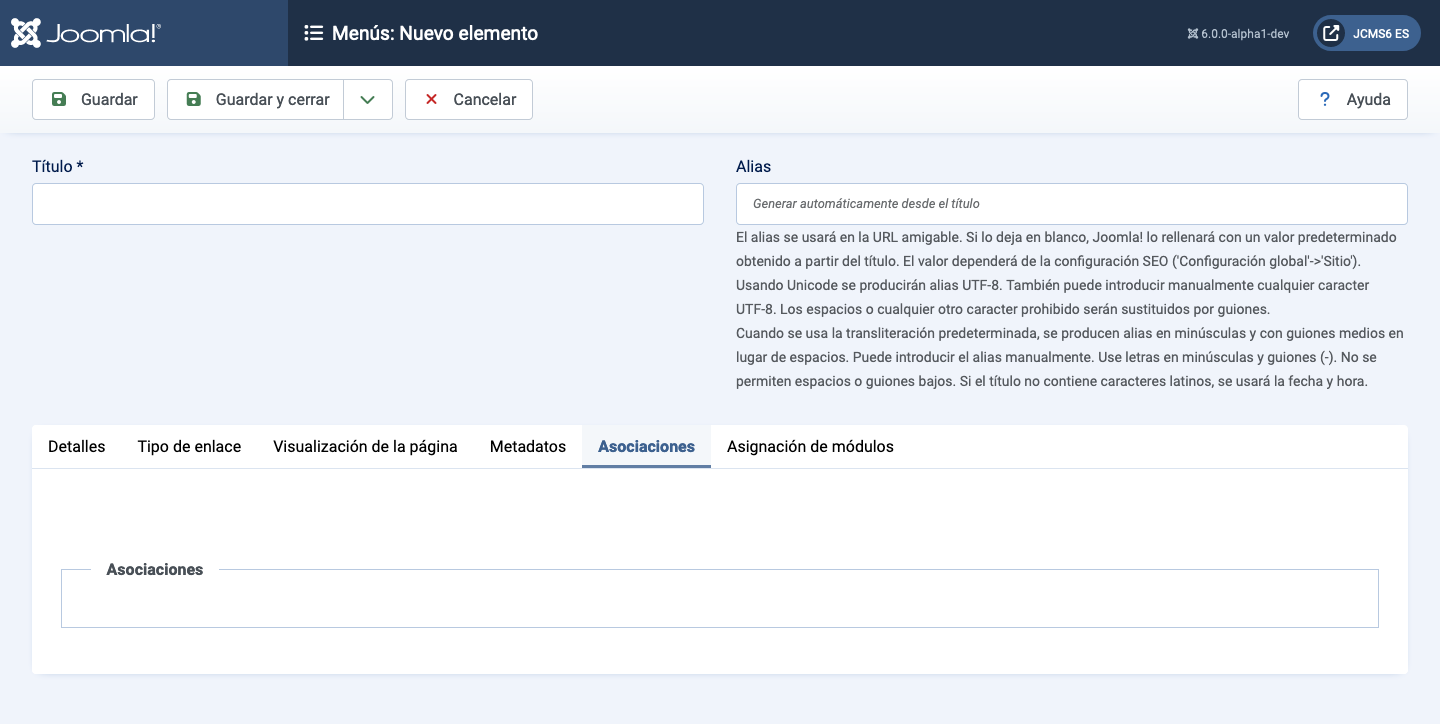 Joomla!®
Menús: Nuevo elemento
6.0.0-alpha1-dev
JCMS6 ES
Guardar
Guardar y cerrar
Cancelar
Ayuda
Título *
Alias
Generar automáticamente desde el título
El alias se usará en la URL amigable. Si lo deja en blanco, Joomla! lo rellenará con un valor predeterminado
obtenido a partir del título. El valor dependerá de la configuración SEO ('Configuración global'->'Sitio').
Usando Unicode se producirán alias UTF-8. También puede introducir manualmente cualquier caracter
UTF-8. Los espacios o cualquier otro caracter prohibido serán sustituidos por guiones.
Cuando se usa la transliteración predeterminada, se producen alias en minúsculas y con guiones medios en
lugar de espacios. Puede introducir el alias manualmente. Use letras en minúsculas y guiones (-). No se
permiten espacios o guiones bajos. Si el título no contiene caracteres latinos, se usará la fecha y hora.
Detalles
Tipo de enlace
Visualización de la página
Metadatos
Asociaciones
Asignación de módulos
Asociaciones